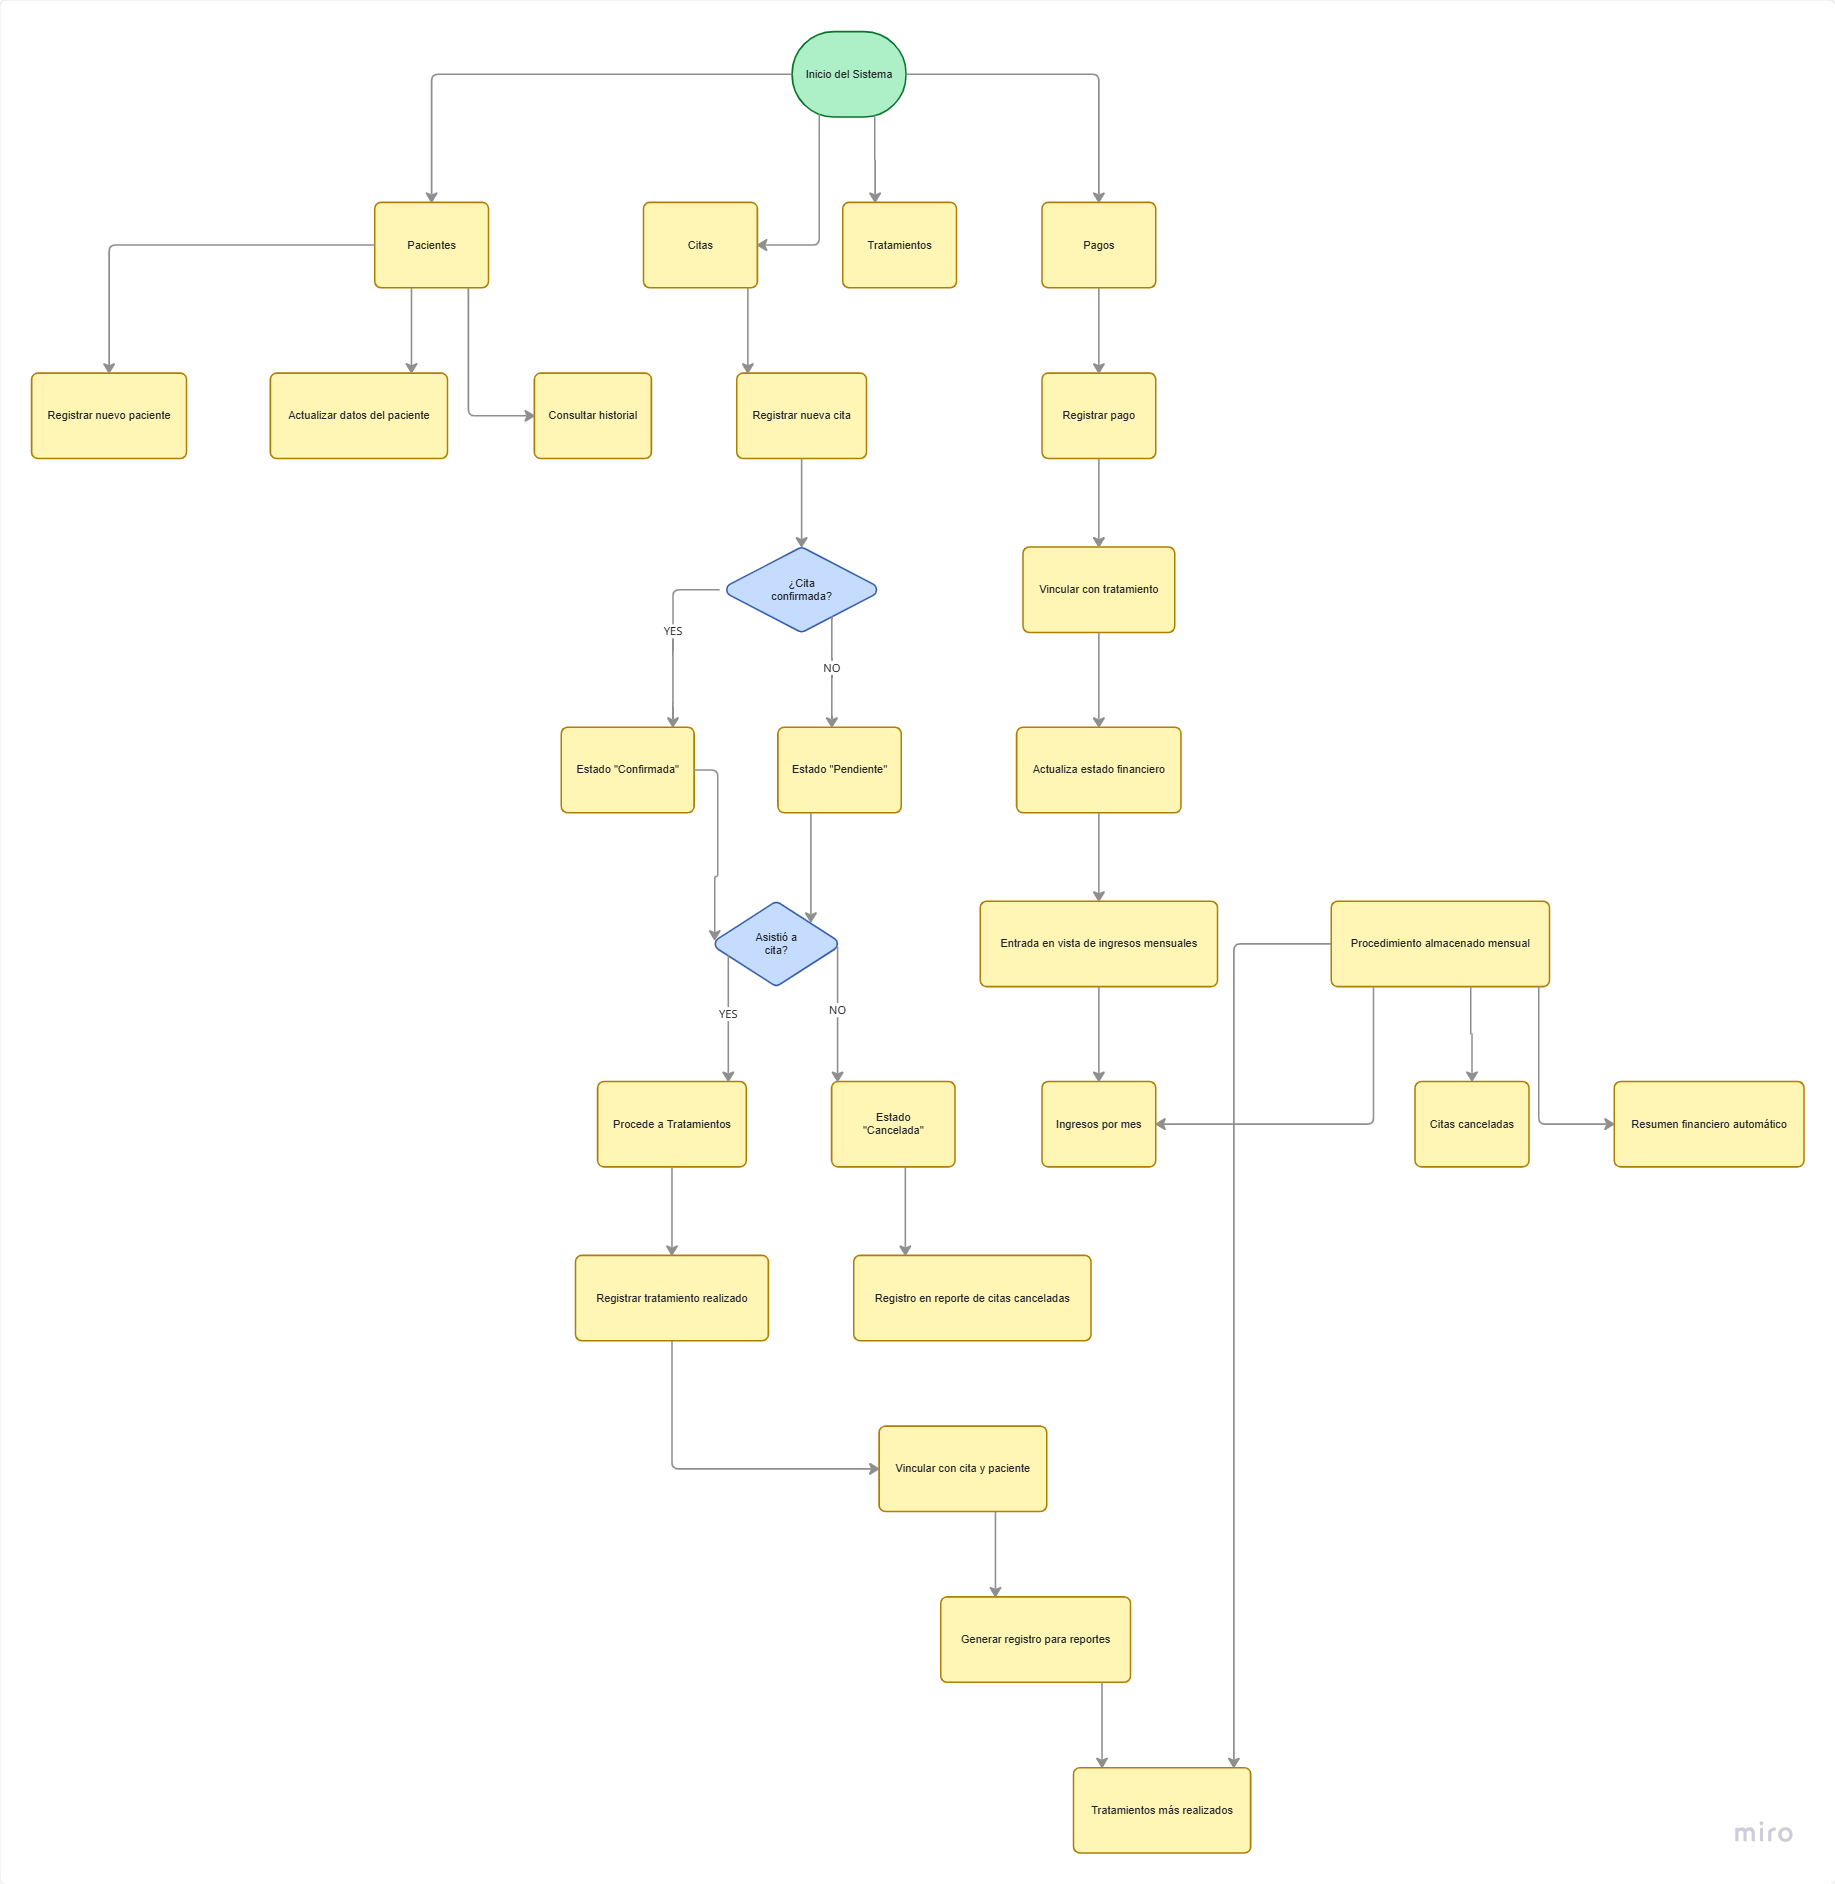 Inicio del Sistema
Pacientes
Citas
Tratamientos
Pagos
Registrar nuevo paciente
Actualizar datos del paciente
Consultar historial
Registrar nueva cita
Registrar pago
¿Cita
confirmada?
Vincular con tratamiento
YES
NO
Estado "Confirmada"
Estado "Pendiente"
Actualiza estado financiero
Asistió a
cita?
Entrada en vista de ingresos mensuales
Procedimiento almacenado mensual
YES
NO
Procede a Tratamientos
Estado
"Cancelada"
Ingresos por mes
Citas canceladas
Resumen financiero automático
Registrar tratamiento realizado
Registro en reporte de citas canceladas
Vincular con cita y paciente
Generar registro para reportes
Tratamientos más realizados
miro